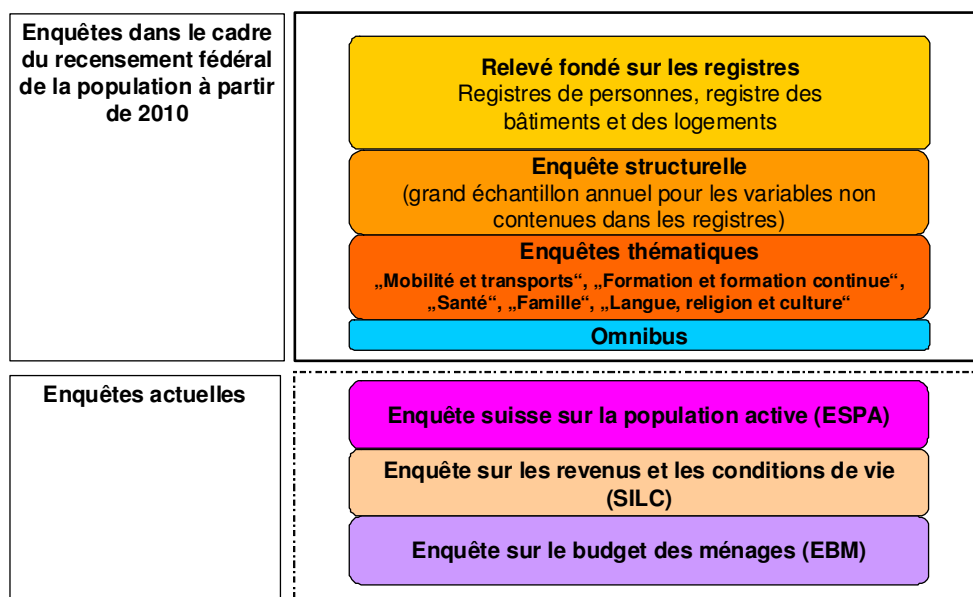 Enquêtes dans le cadre
du recensement fédéral
de la population à partir
de 2010
Relevé fondé sur les registres
Registres de personnes, registre des
bâtiments et des logements
Enquête structurelle
(grand échantillon annuel pour les variables non
contenues dans les registres)
Enquêtes thématiques
„Mobilité et transports“, „Formation et formation continue“,
„Santé“, „Famille“, „Langue, religion et culture“
Omnibus
Enquêtes actuelles
Enquête suisse sur la population active (ESPA)
Enquête sur les revenus et les conditions de vie
(SILC)
Enquête sur le budget des ménages (EBM)